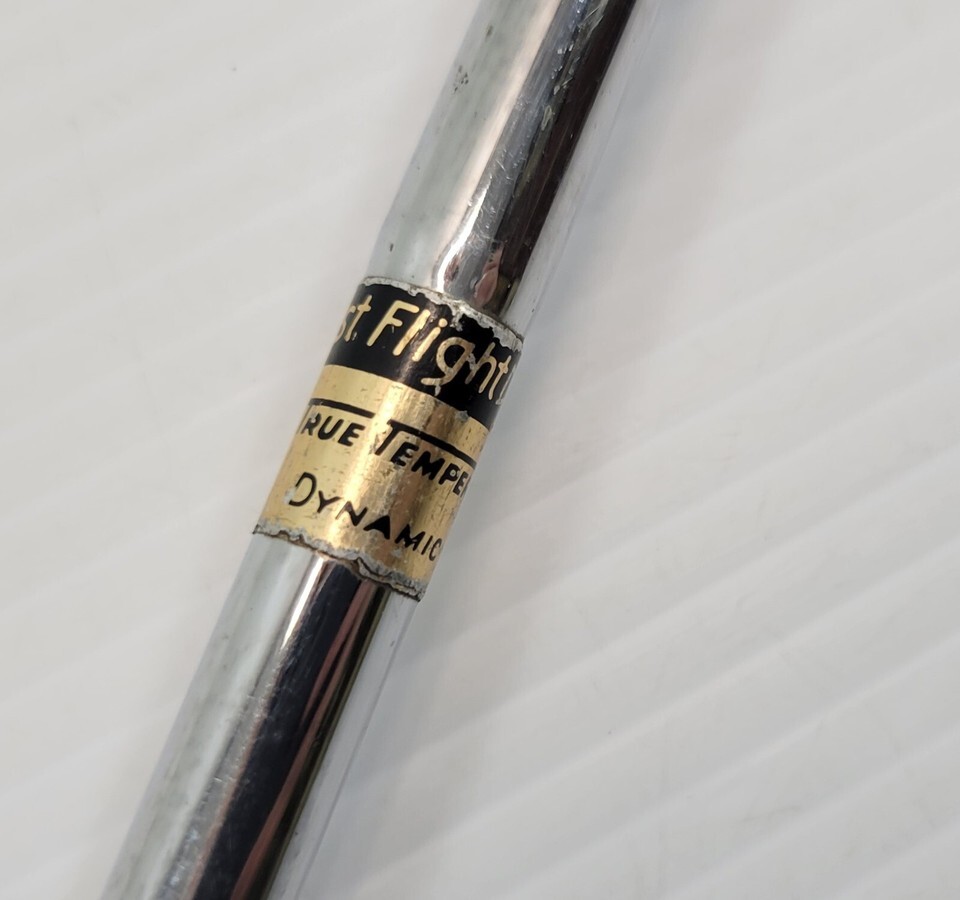 st. Flight
TRUE TEMPE
DYNAMIC